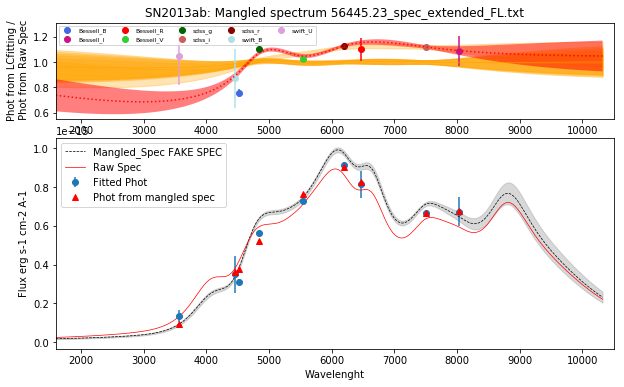 SN2013ab: Mangled spectrum 56445.23_spec_extended_FL.txt
Phot from LCfitting /
Phot from Raw Spec
1.2
1.0
0.8
0.6
Bessell_B
Bessell_R
sdss_g
sdss_r
swift_U
Bessell_I
Bessell_V
sdss_i
swift_B
2000 3000 4000 5000 6000 7000 8000 9000 10000
Flux erg s-1 cm-2 A-1
1.0
0.8
0.6
0.4
0.2
0.0
Mangled_Spec FAKE SPEC
Raw Spec
Fitted Phot
Phot from mangled spec
2000 3000 4000 5000 6000 7000 8000 9000 10000
Wavelenght